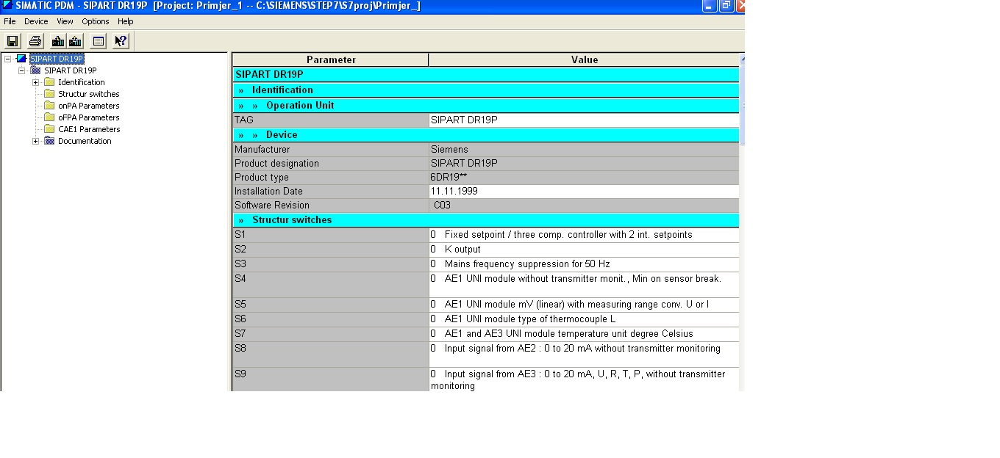 SIMATIC PDM - SIPART DR19P [Project: Primjer_1 -- C:\SIEMENS\STEP7\S7proj\Primjer_]
File Device View Options Help
SIPART DR19P
SIPART DR19P
Identification
Structur switches
onPA Parameters
oFPA Parameters
CAE1 Parameters
Documentation
Parameter Value
SIPART DR19P
» Identification
» » Operation Unit
TAG SIPART DR19P
» » Device
Manufacturer Siemens
Product designation SIPART DR19P
Product type 6DR19**
Installation Date 11.11.1999
Software Revision C03
» Structur switches
S1 0 Fixed setpoint / three comp. controller with 2 int. setpoints
S2 0 K output
S3 0 Mains frequency suppression for 50 Hz
S4 0 AE1 UNI module without transmitter monit., Min on sensor break.
S5 0 AE1 UNI module mV (linear) with measuring range conv. U or I
S6 0 AE1 UNI module type of thermocouple L
S7 0 AE1 and AE3 UNI module temperature unit degree Celsius
S8 0 Input signal from AE2 : 0 to 20 mA without transmitter monitoring
S9 0 Input signal from AE3 : 0 to 20 mA, U, R, T, P, without transmitter
monitoring